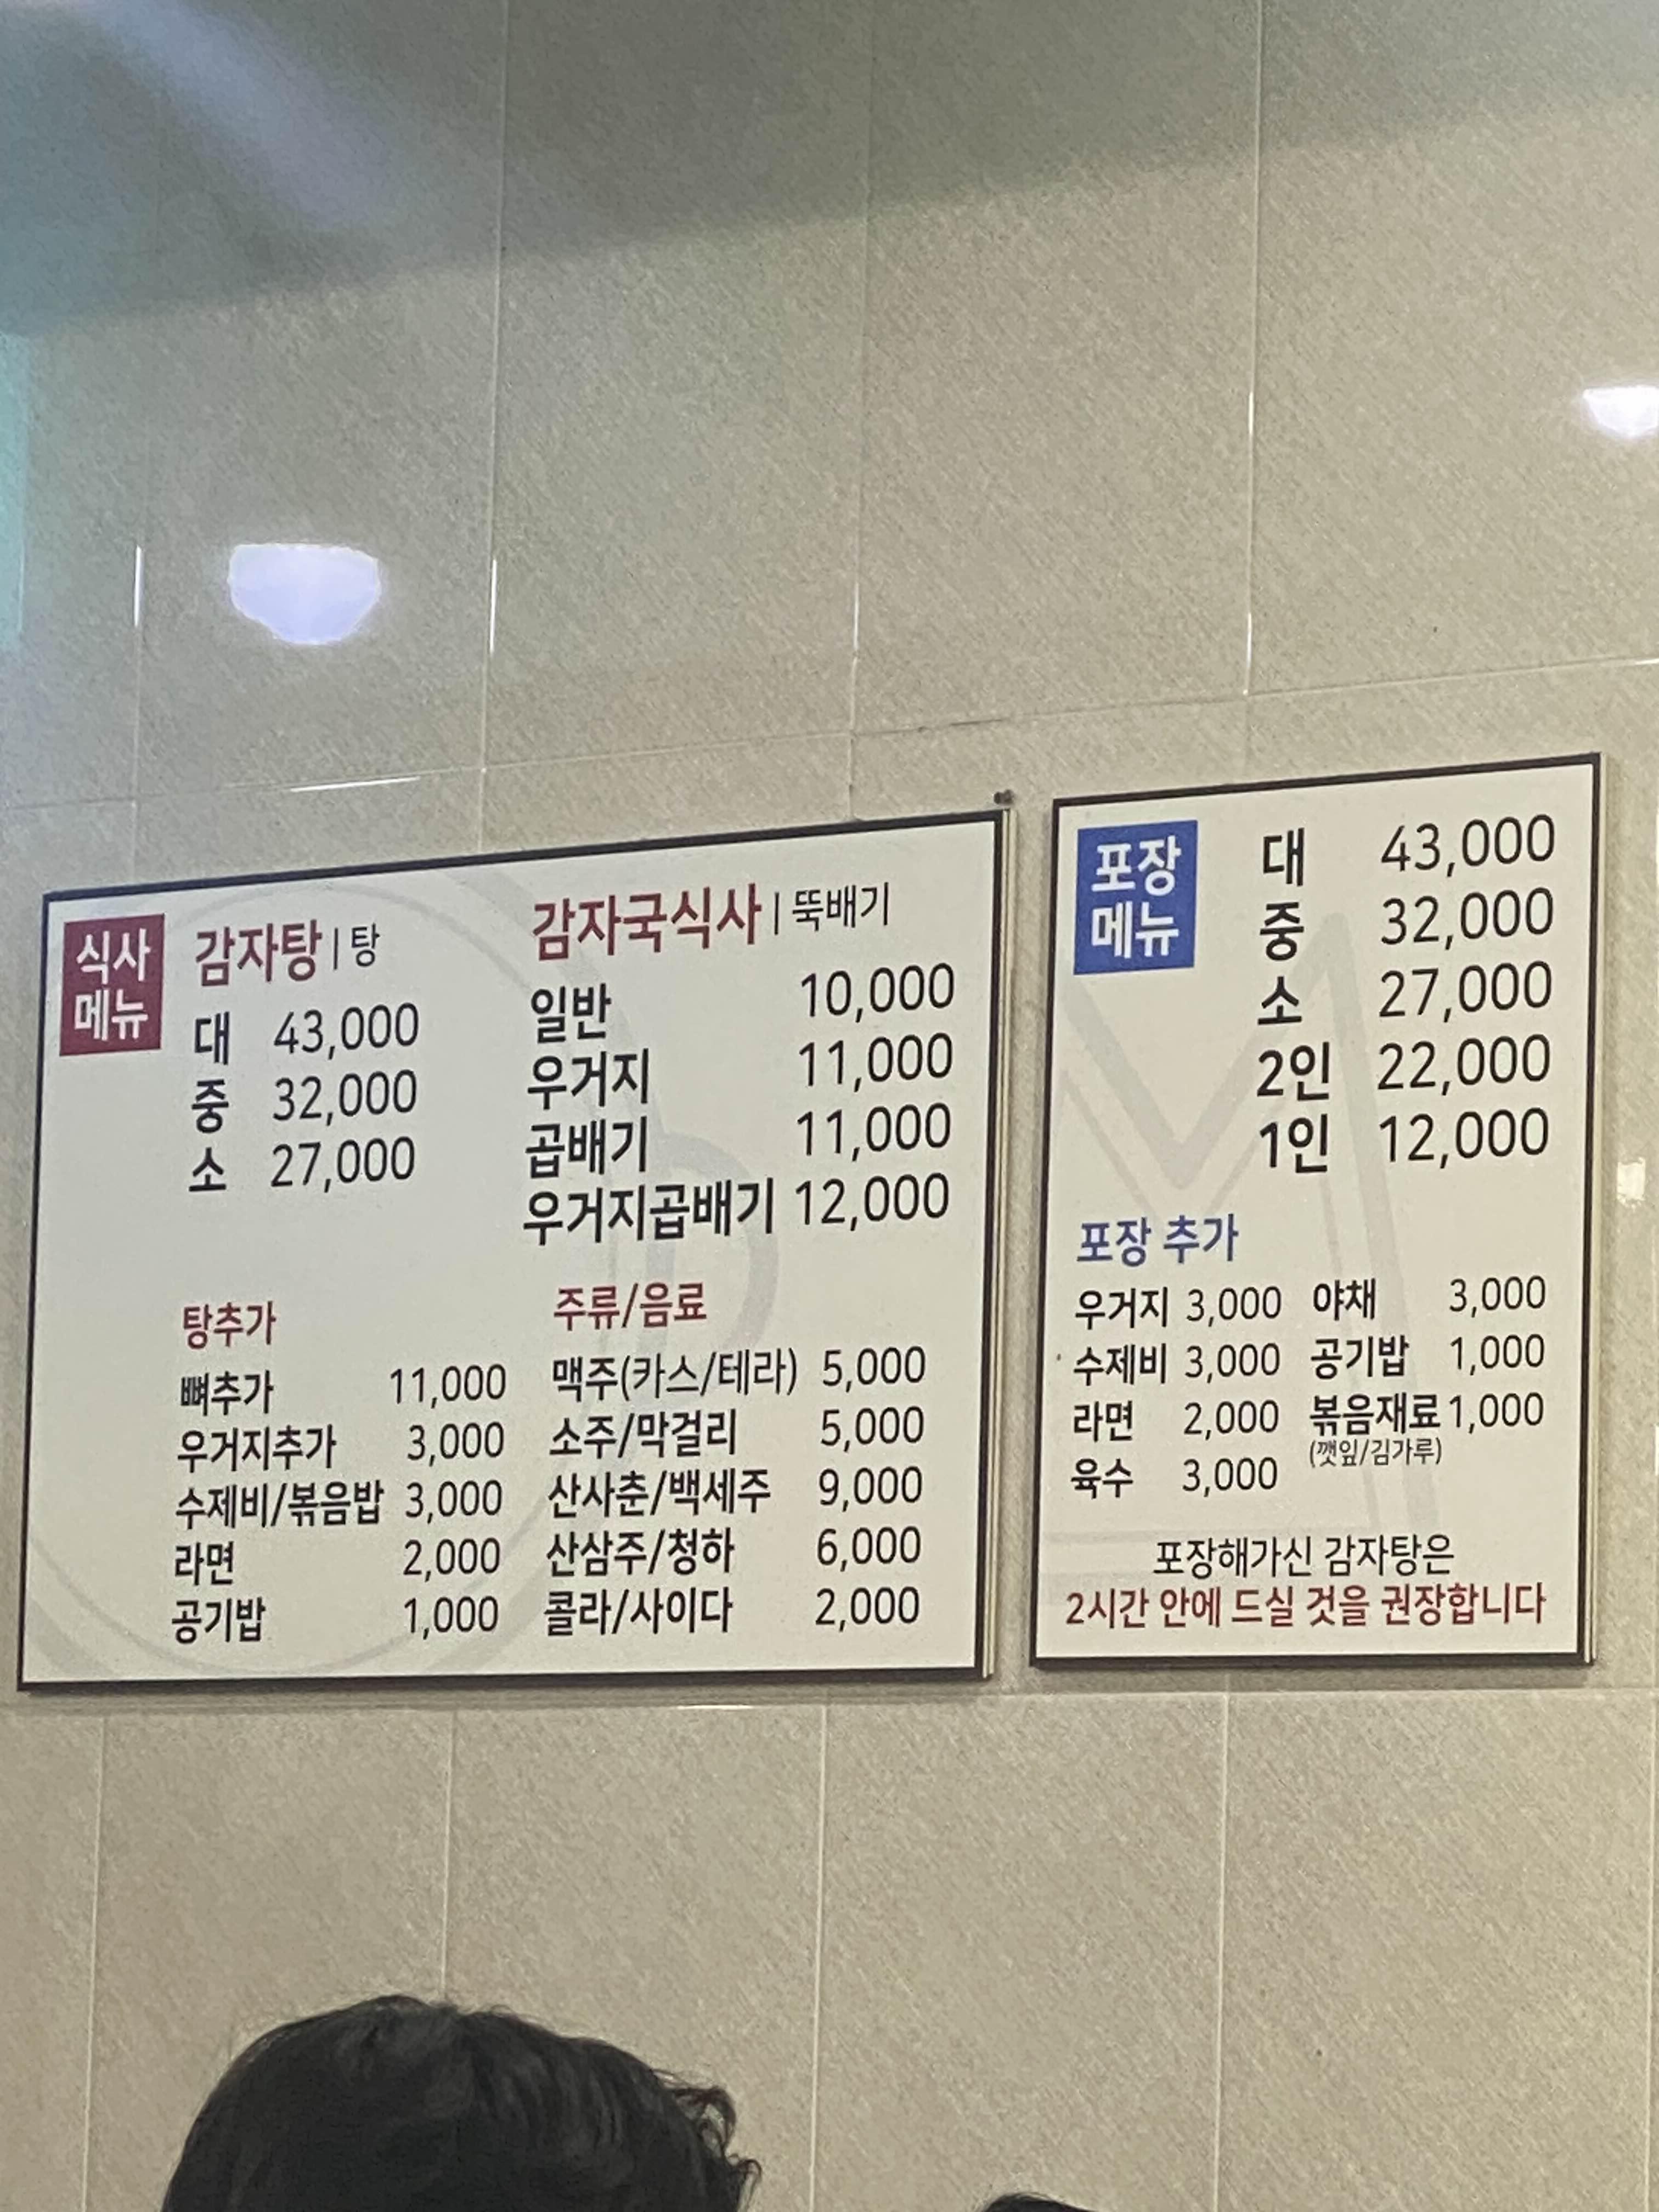 식사
메뉴
감자탕 | 탕
대 43,000
중 32,000
소 27,000
감자국식사 | 뚝배기
일반 10,000
우거지 11,000
곱배기 11,000
우거지곱배기 12,000
탕추가
뼈추가 11,000
우거지추가 3,000
수제비/볶음밥 3,000
라면 2,000
공기밥 1,000
주류/음료
맥주(카스/테라) 5,000
소주/막걸리 5,000
산사춘/백세주 9,000
산삼주/청하 6,000
콜라/사이다 2,000
포장
메뉴
대 43,000
중 32,000
소 27,000
2인 22,000
1인 12,000
포장 추가
우거지 3,000 야채 3,000
수제비 3,000 공기밥 1,000
라면 2,000 볶음재료 1,000
(깻잎/김가루)
육수 3,000
포장해가신 감자탕은
2시간 안에 드실 것을 권장합니다